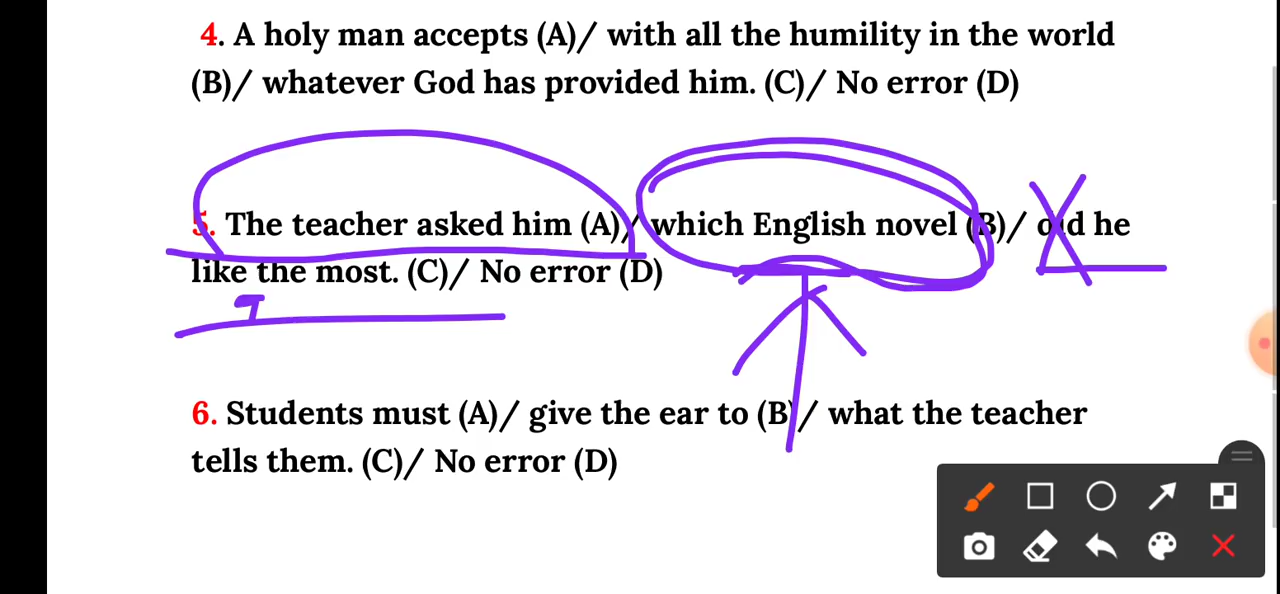 4. A holy man accepts (A)/ with all the humility in the world
(B)/ whatever God has provided him. (C)/ No error (D)
5. The teacher asked him (A)/ which English novel (B)/ did he
like the most. (C)/ No error (D)
6. Students must (A)/ give the ear to (B)/ what the teacher
tells them. (C)/ No error (D)